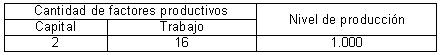 Cantidad de factores productivos
Nivel de producción
Capital
Trabajo
2
16
1.000